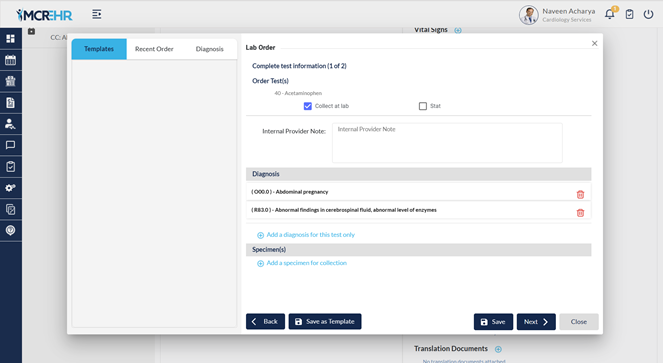 MCREHR
Naveen Acharya
Cardiology Services
Vital Signs
CC: A
Templates
Recent Order
Diagnosis
Lab Order
Complete test information (1 of 2)
Order Test(s)
40 - Acetaminophen
Collect at lab
Stat
Internal Provider Note:
Internal Provider Note
Diagnosis
( O00.0 ) - Abdominal pregnancy
( R83.0 ) - Abnormal findings in cerebrospinal fluid, abnormal level of enzymes
Add a diagnosis for this test only
Specimen(s)
Add a specimen for collection
Back
Save as Template
Save
Next
Close
Translation Documents
No translation documents attached